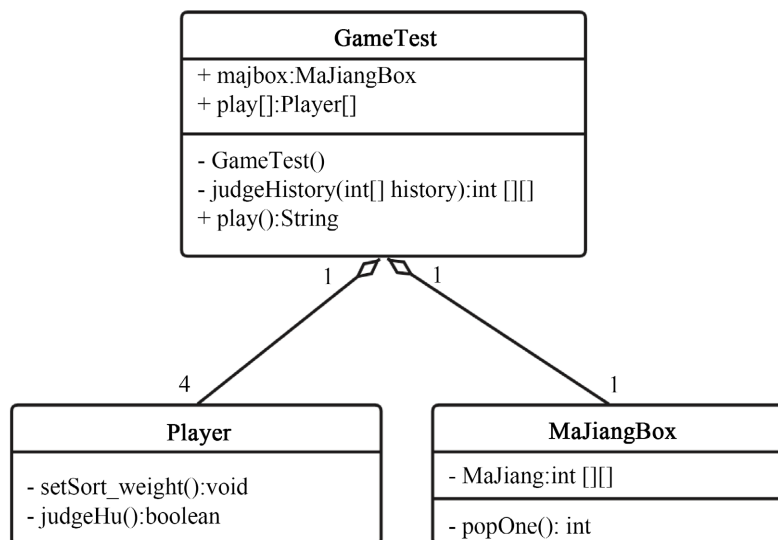 GameTest
+ majbox:MaJiangBox
+ play[]:Player[]
- GameTest()
- judgeHistory(int[] history):int [][]
+ play():String
1
1
4
1
Player
- setSort_weight():void
- judgeHu():boolean
MaJiangBox
- MaJiang:int [][]
- popOne(): int